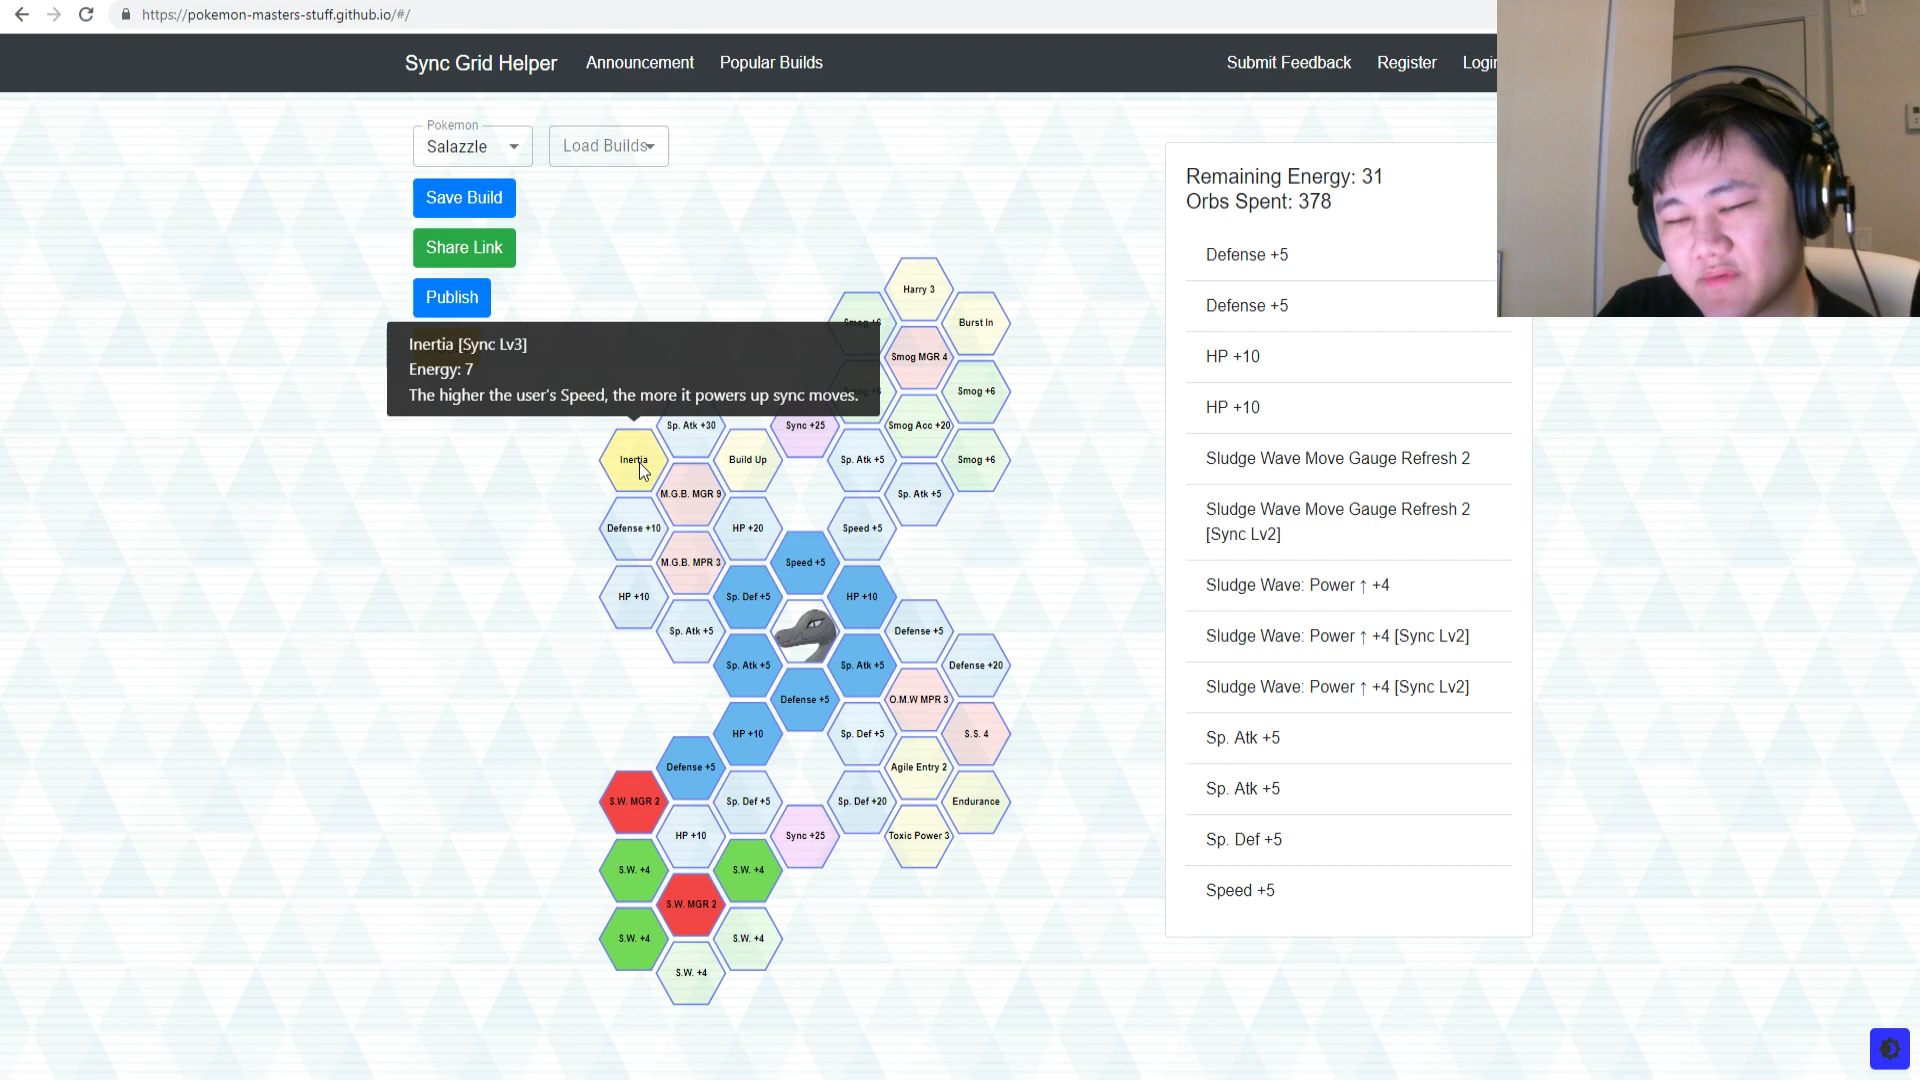 https://pokemon-masters-stuff.github.io/#/
Sync Grid Helper
Announcement
Popular Builds
Submit Feedback
Register
Login
Pokemon
Salazzle
Load Builds
Save Build
Share Link
Publish
Inertia [Sync Lv3]
Energy: 7
The higher the user's Speed, the more it powers up sync moves.
Harry 3
Smog +6
Burst In
Smog MGR 4
Smog +6
Sp. Atk +30
Sync +25
Smog Acc +20
Inertia
Build Up
Sp. Atk +5
Smog +6
M.G.B. MGR 9
Sp. Atk +5
Defense +10
HP +20
Speed +5
M.G.B. MPR 3
Speed +5
HP +10
Sp. Def +5
HP +10
Sp. Atk +5
Defense +5
Sp. Atk +5
Sp. Atk +5
Defense +20
Defense +5
O.M.W MPR 3
HP +10
Sp. Def +5
S.S. 4
Defense +5
Agile Entry 2
S.W. MGR 2
Sp. Def +5
Sp. Def +20
Endurance
HP +10
Sync +25
Toxic Power 3
S.W. +4
S.W. +4
S.W. MGR 2
S.W. +4
S.W. +4
S.W. +4
Remaining Energy: 31
Orbs Spent: 378
Defense +5
Defense +5
HP +10
HP +10
Sludge Wave Move Gauge Refresh 2
Sludge Wave Move Gauge Refresh 2
[Sync Lv2]
Sludge Wave: Power ↑ +4
Sludge Wave: Power ↑ +4 [Sync Lv2]
Sludge Wave: Power ↑ +4 [Sync Lv2]
Sp. Atk +5
Sp. Atk +5
Sp. Def +5
Speed +5